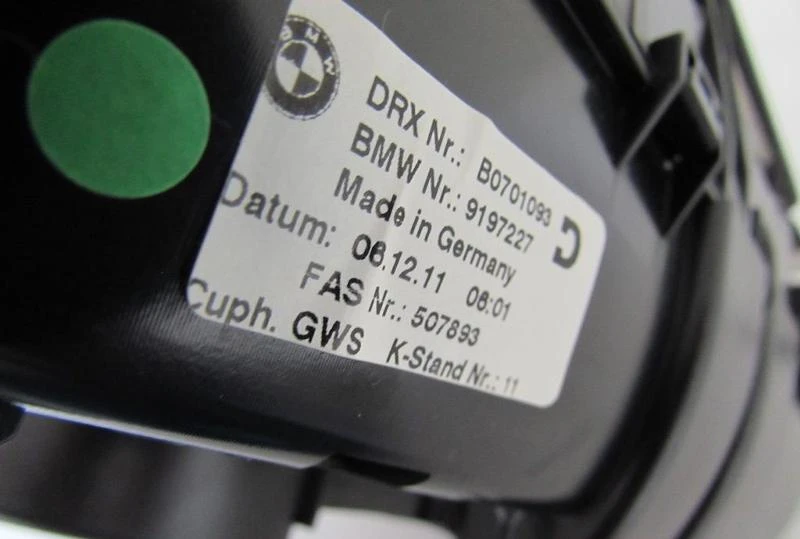 BMW
DRX Nr.: B0701093
BMW Nr.: 9197227
Made in Germany
Datum: 06.12.11 06:01
FAS Nr.: 507893
Cuph. GWS K-Stand Nr.: 11